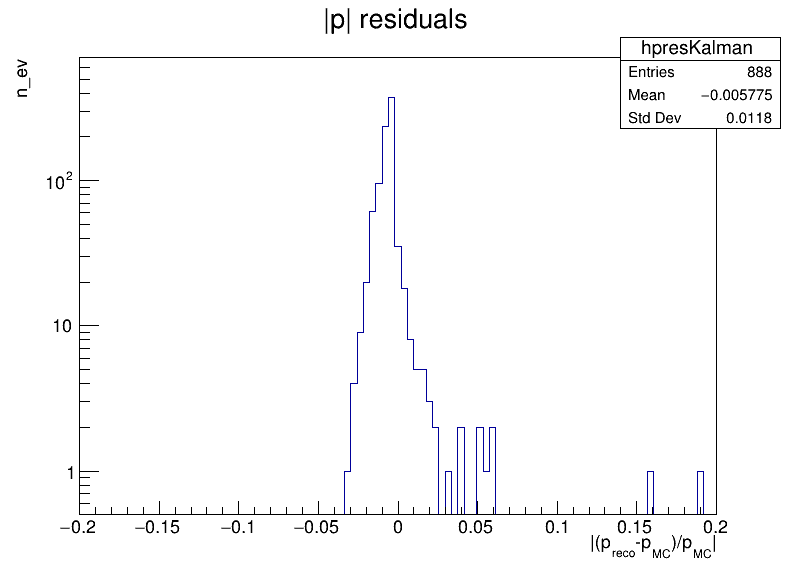 |p| residuals
hpresKalman
Entries 888
Mean −0.005775
Std Dev 0.0118
n_ev
10²
10
1
−0.2 −0.15 −0.1 −0.05 0 0.05 0.1 0.15 0.2
|(p_reco-p_MC)/p_MC|